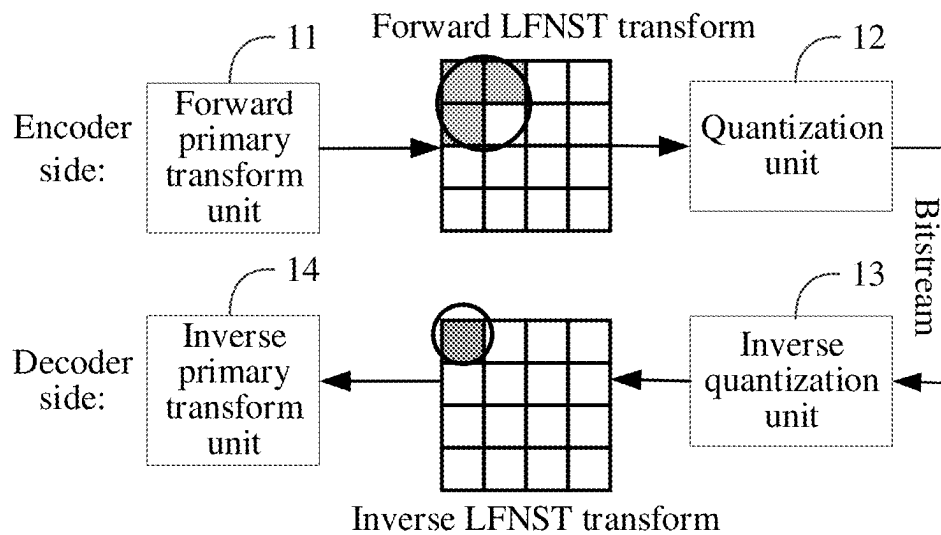 11
Forward LFNST transform
12
Encoder
side:
Forward
primary
transform
unit
Quantization
unit
Bitstream
14
13
Decoder
side:
Inverse
primary
transform
unit
Inverse
quantization
unit
Inverse LFNST transform